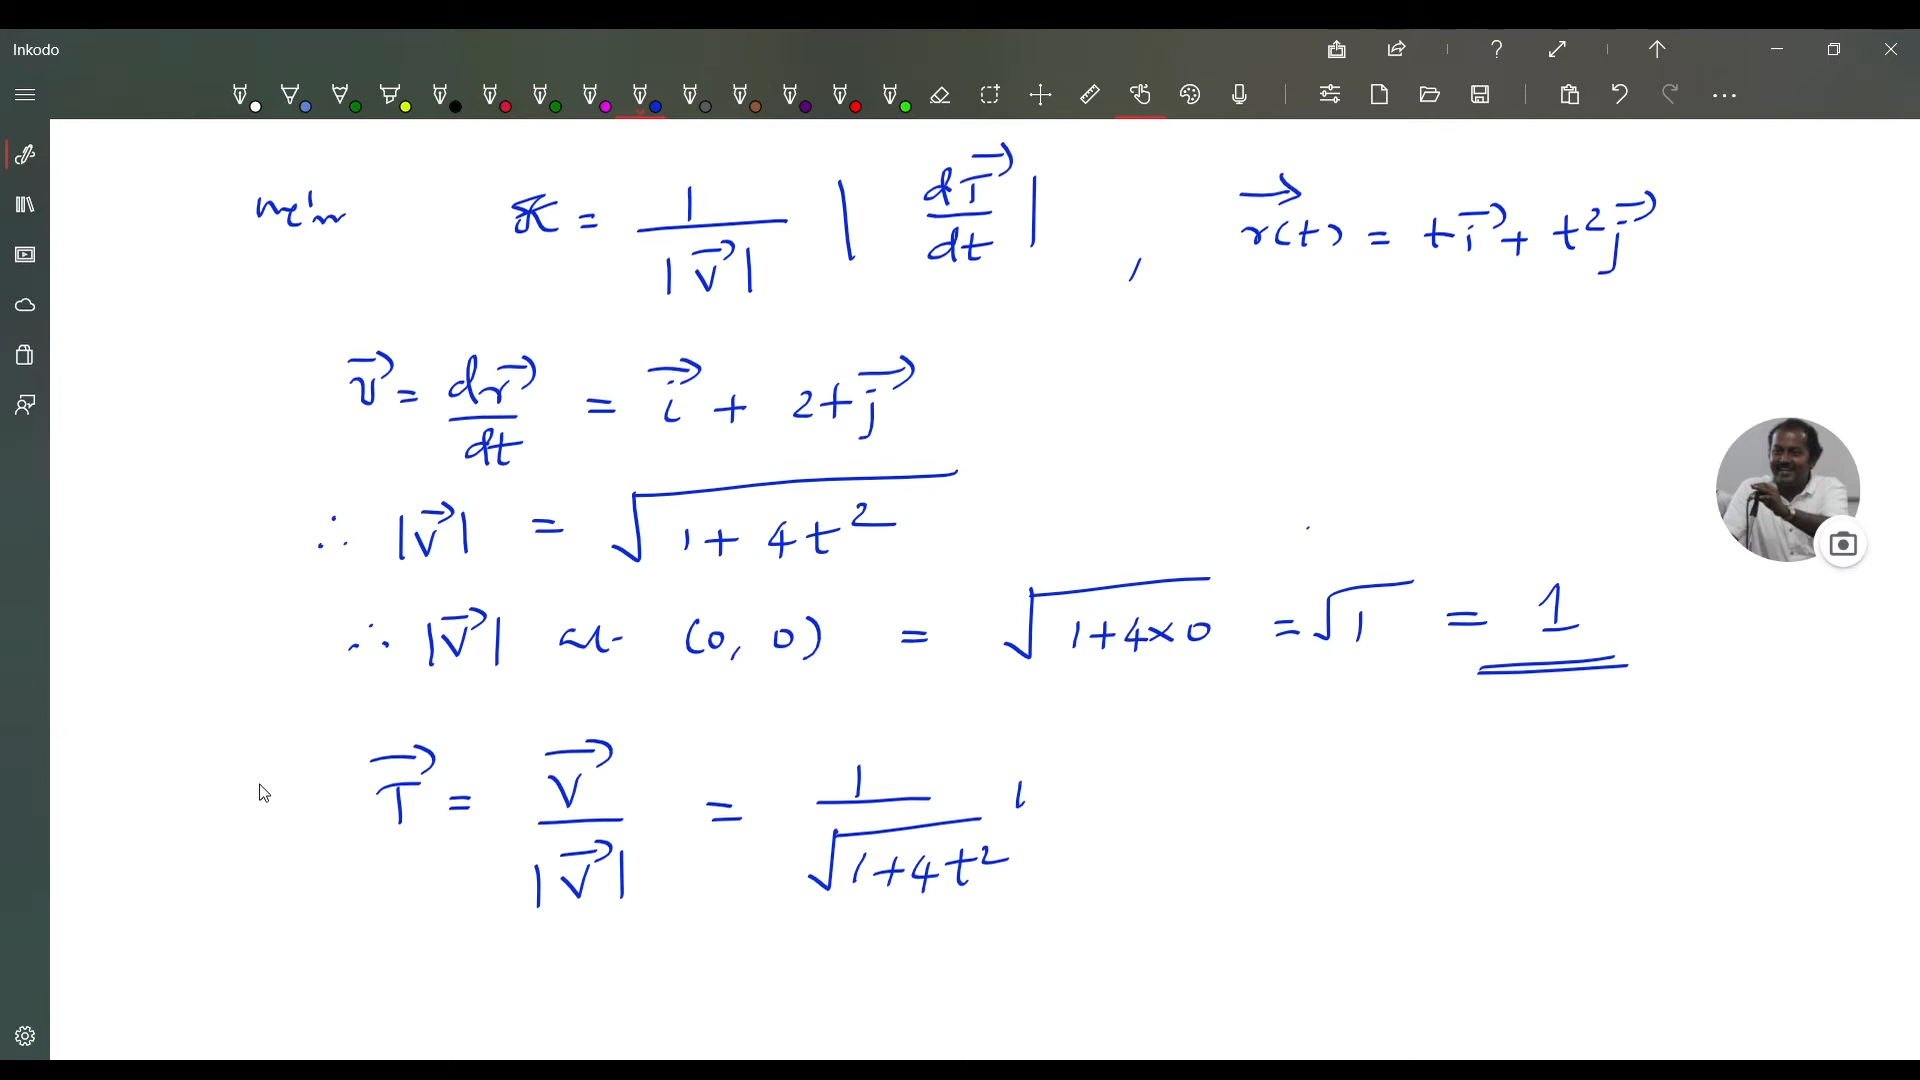 Inkodo
κ = 1/|v⃗| |dT⃗/dt| , r⃗(t) = t i⃗ + t² j⃗
v⃗ = dr⃗/dt = i⃗ + 2t j⃗
∴ |v⃗| = √(1+4t²)
∴ |v⃗| at (0, 0) = √(1+4×0) = √1 = 1
T⃗ = v⃗/|v⃗| = 1/√(1+4t²)